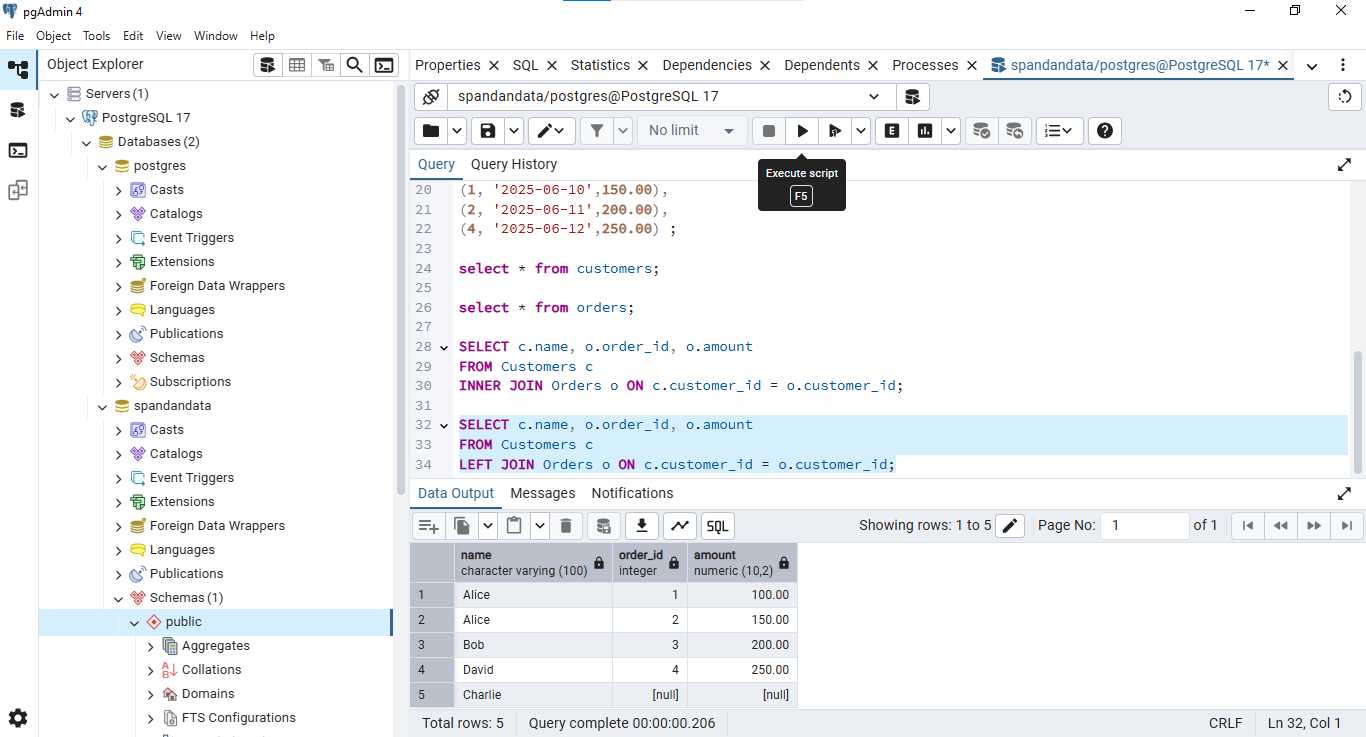 pgAdmin 4
File Object Tools Edit View Window Help
Object Explorer
Properties SQL Statistics Dependencies Dependents Processes spandandata/postgres@PostgreSQL 17*
Servers (1)
PostgreSQL 17
Databases (2)
postgres
Casts
Catalogs
Event Triggers
Extensions
Foreign Data Wrappers
Languages
Publications
Schemas
Subscriptions
spandandata
Casts
Catalogs
Event Triggers
Extensions
Foreign Data Wrappers
Languages
Publications
Schemas (1)
public
Aggregates
Collations
Domains
FTS Configurations
spandandata/postgres@PostgreSQL 17
No limit
E
Query Query History
Execute script
F5
20 (1, '2025-06-10',150.00),
21 (2, '2025-06-11',200.00),
22 (4, '2025-06-12',250.00) ;
23
24 select * from customers;
25
26 select * from orders;
27
28 SELECT c.name, o.order_id, o.amount
29 FROM Customers c
30 INNER JOIN Orders o ON c.customer_id = o.customer_id;
31
32 SELECT c.name, o.order_id, o.amount
33 FROM Customers c
34 LEFT JOIN Orders o ON c.customer_id = o.customer_id;
Data Output Messages Notifications
SQL Showing rows: 1 to 5 Page No: 1 of 1
name order_id amount
character varying (100) integer numeric (10,2)
1 Alice 1 100.00
2 Alice 2 150.00
3 Bob 3 200.00
4 David 4 250.00
5 Charlie [null] [null]
Total rows: 5 Query complete 00:00:00.206 CRLF Ln 32, Col 1